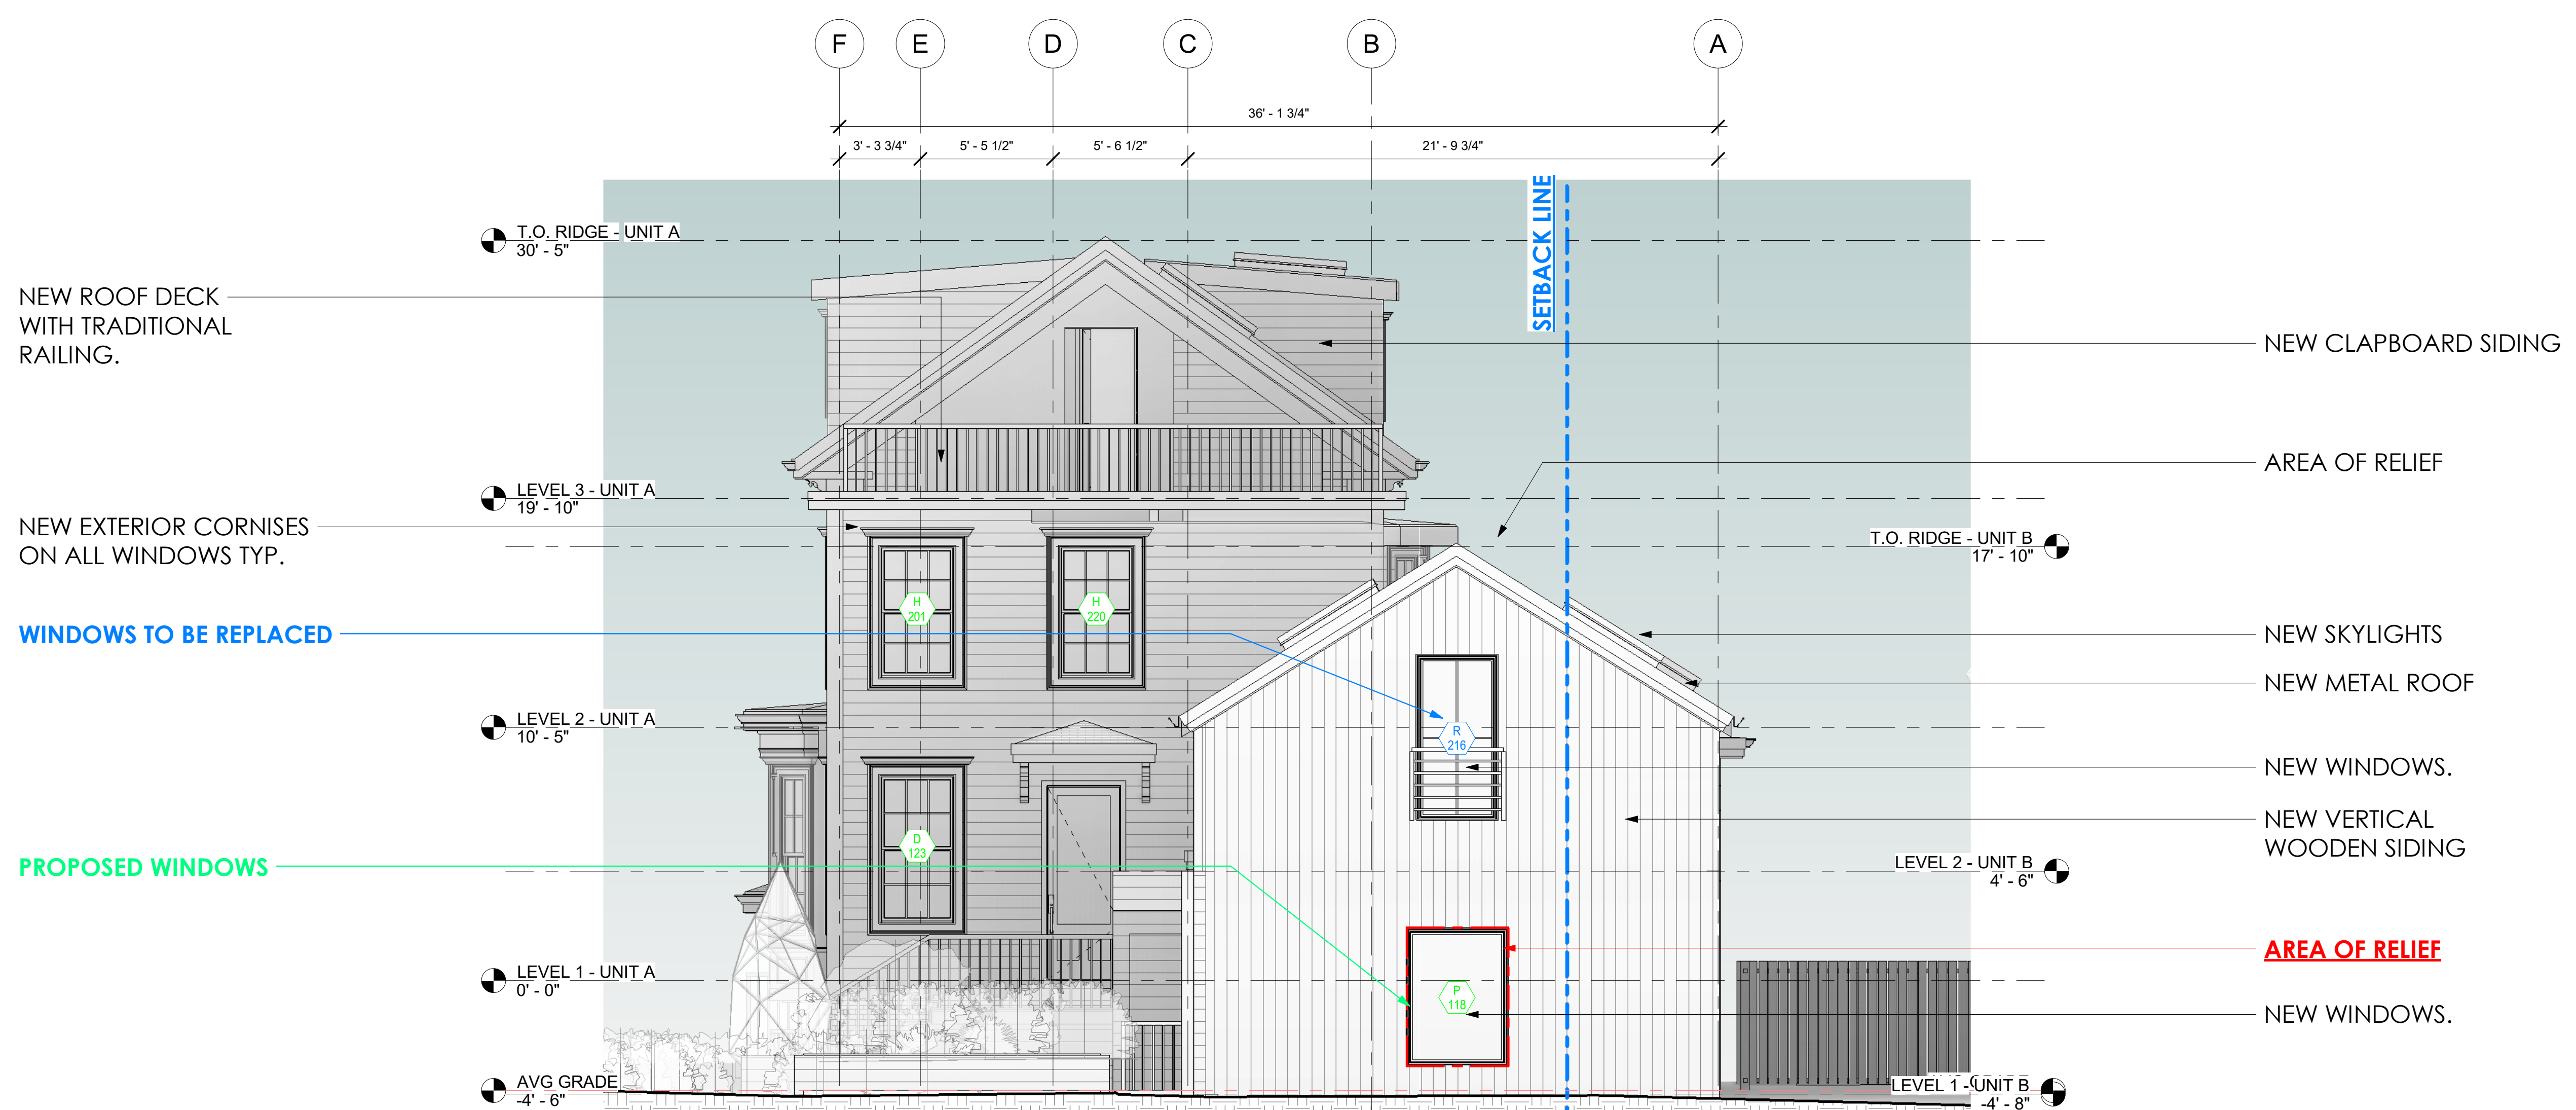 F E D C B A
36' - 1 3/4"
3' - 3 3/4" 5' - 5 1/2" 5' - 6 1/2" 21' - 9 3/4"
SETBACK LINE
T.O. RIDGE - UNIT A
30' - 5"
NEW ROOF DECK
WITH TRADITIONAL
RAILING.
NEW CLAPBOARD SIDING
AREA OF RELIEF
LEVEL 3 - UNIT A
19' - 10"
NEW EXTERIOR CORNISES
ON ALL WINDOWS TYP.
T.O. RIDGE - UNIT B
17' - 10"
H
201
H
220
WINDOWS TO BE REPLACED
NEW SKYLIGHTS
NEW METAL ROOF
LEVEL 2 - UNIT A
10' - 5"
R
216
NEW WINDOWS.
NEW VERTICAL
WOODEN SIDING
D
123
PROPOSED WINDOWS
LEVEL 2 - UNIT B
4' - 6"
AREA OF RELIEF
LEVEL 1 - UNIT A
0' - 0"
P
118
NEW WINDOWS.
AVG GRADE
-4' - 6"
LEVEL 1 - UNIT B
-4' - 8"